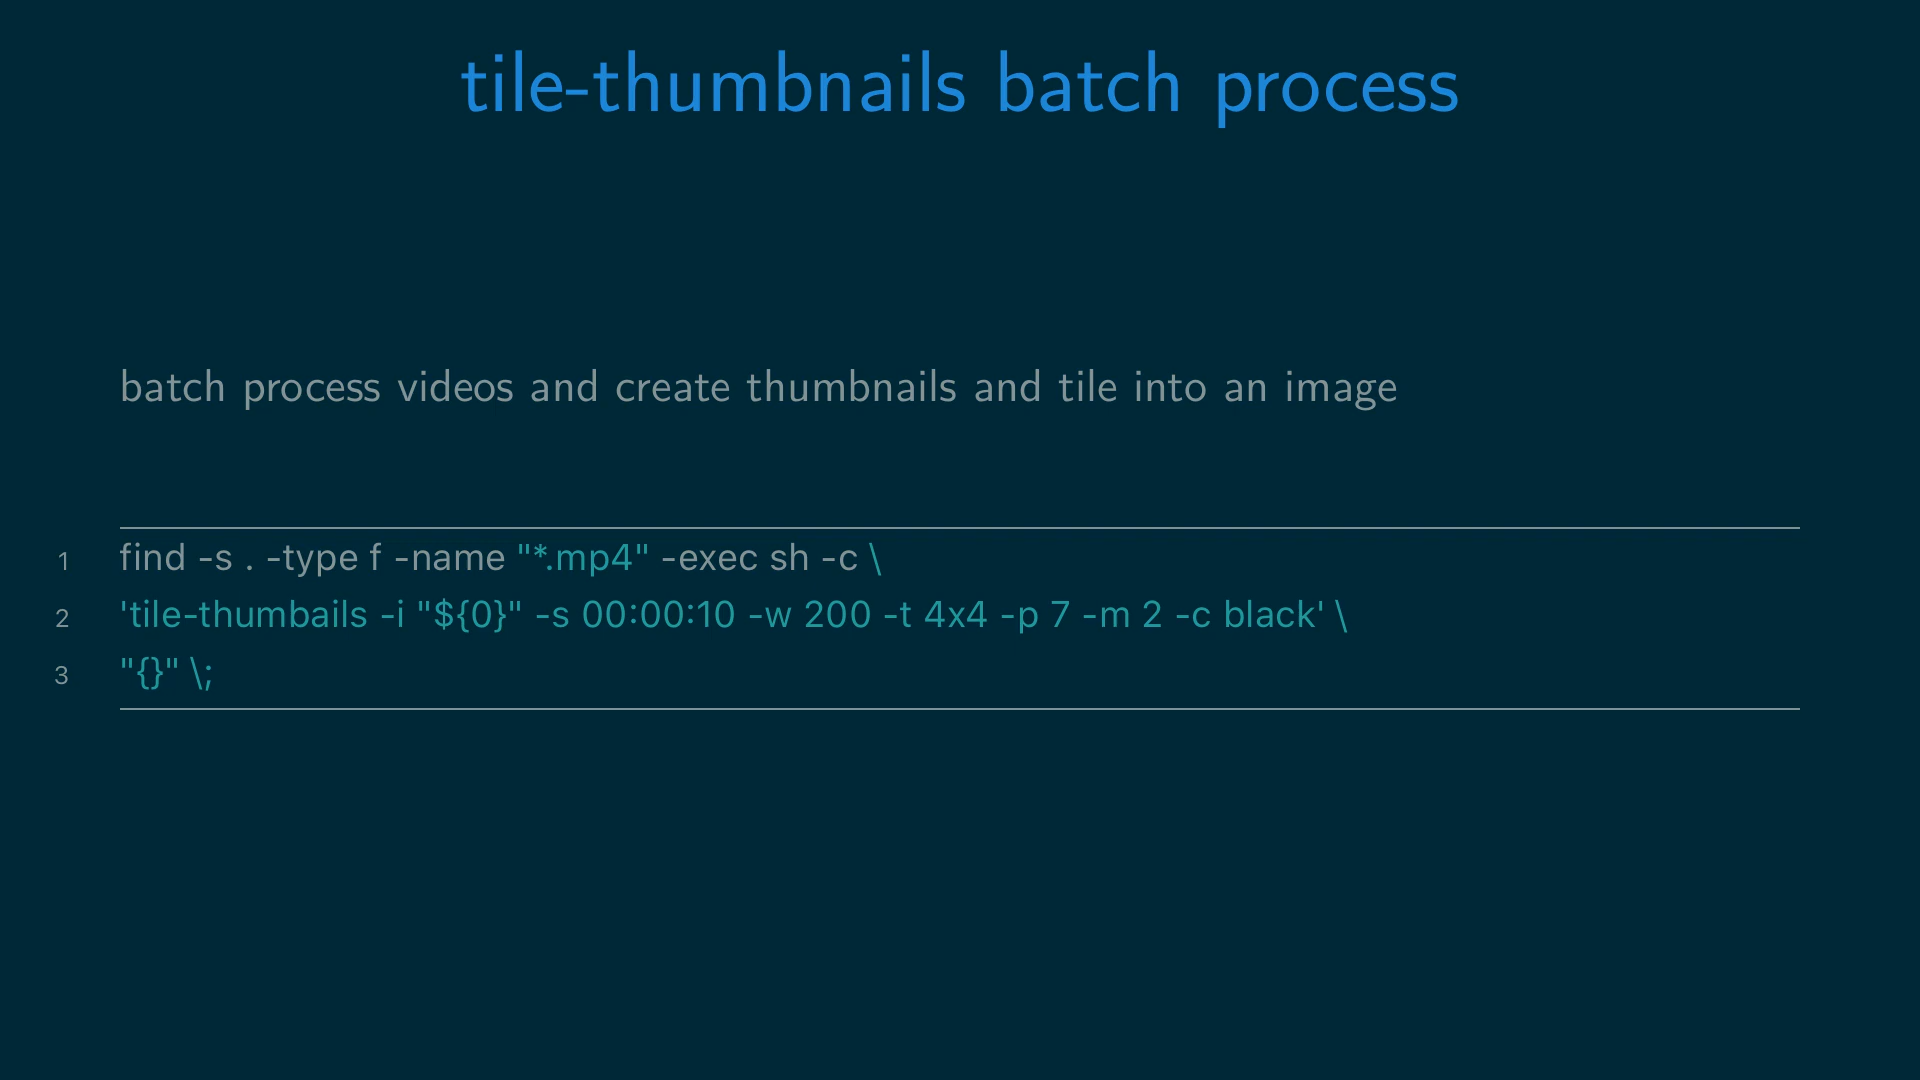 tile-thumbnails batch process
batch process videos and create thumbnails and tile into an image
1 find -s . -type f -name "*.mp4" -exec sh -c \
2 'tile-thumbails -i "${0}" -s 00:00:10 -w 200 -t 4x4 -p 7 -m 2 -c black' \
3 "{}" \;